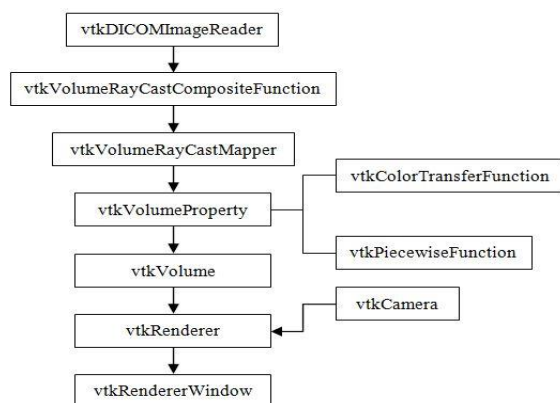 vtkDICOMImageReader
vtkVolumeRayCastCompositeFunction
vtkVolumeRayCastMapper
vtkColorTransferFunction
vtkVolumeProperty
vtkPiecewiseFunction
vtkVolume
vtkCamera
vtkRenderer
vtkRendererWindow